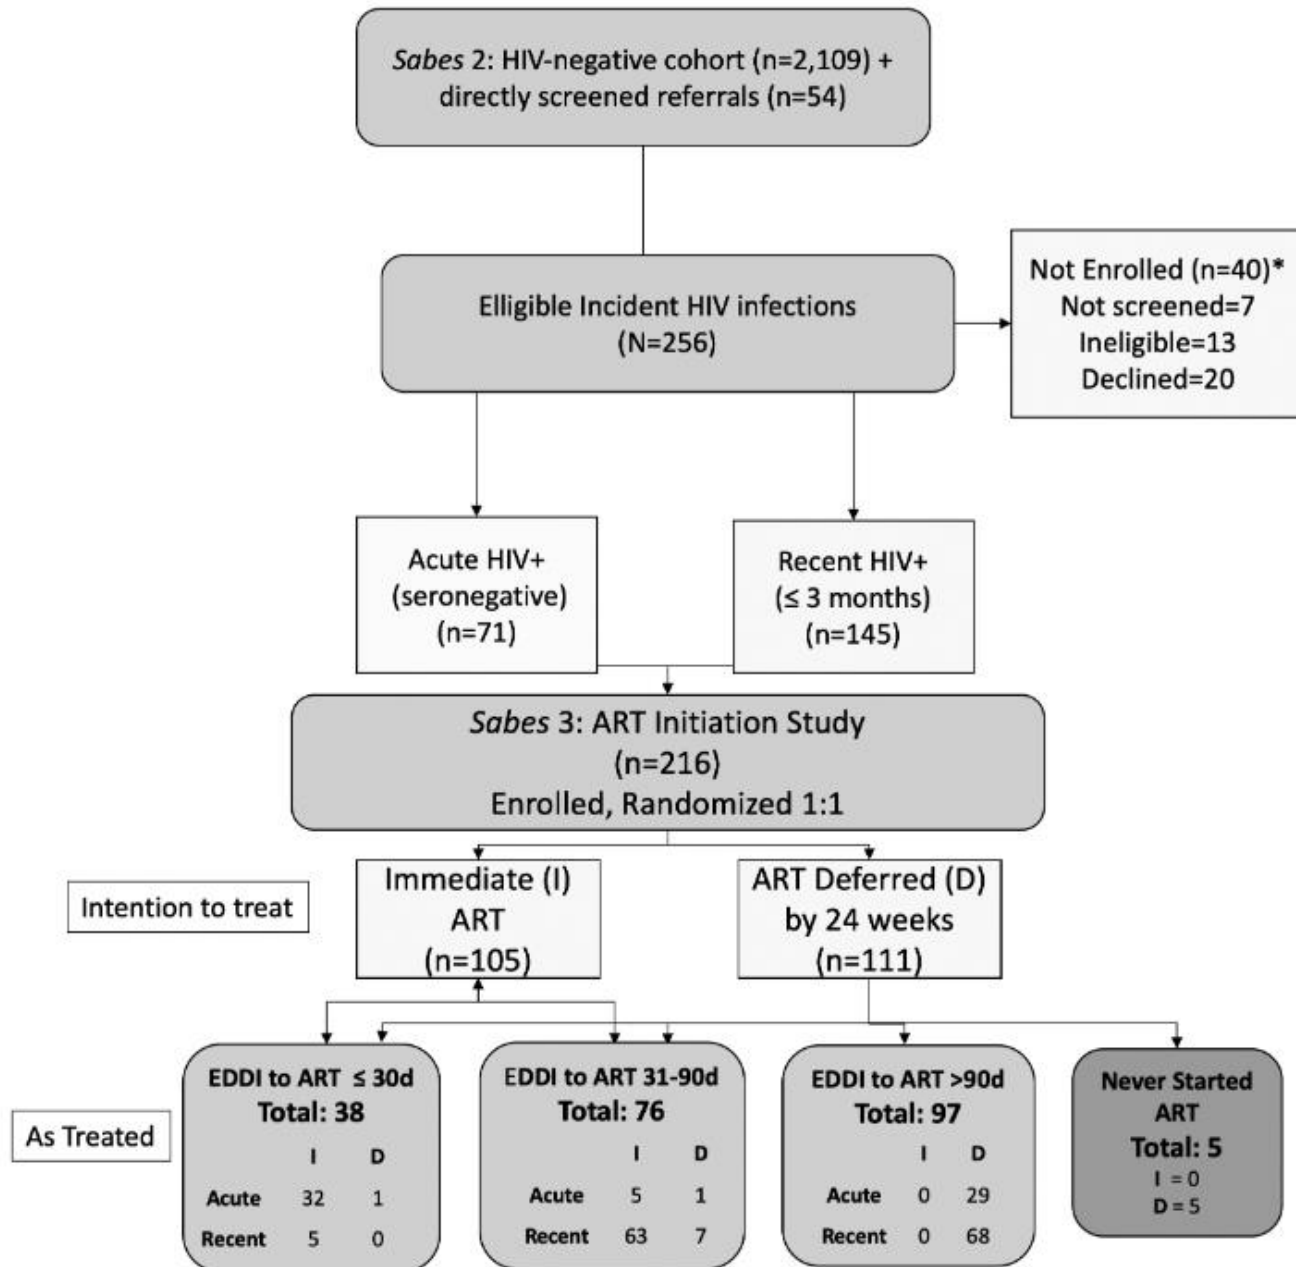 Sabes 2: HIV-negative cohort (n=2,109) +
directly screened referrals (n=54)
Elligible Incident HIV infections
(N=256)
Not Enrolled (n=40)*
Not screened=7
Ineligible=13
Declined=20
Acute HIV+
(seronegative)
(n=71)
Recent HIV+
(≤ 3 months)
(n=145)
Sabes 3: ART Initiation Study
(n=216)
Enrolled, Randomized 1:1
Intention to treat
Immediate (I)
ART
(n=105)
ART Deferred (D)
by 24 weeks
(n=111)
As Treated
EDDI to ART ≤ 30d
Total: 38
I D
Acute 32 1
Recent 5 0
EDDI to ART 31-90d
Total: 76
I D
Acute 5 1
Recent 63 7
EDDI to ART >90d
Total: 97
I D
Acute 0 29
Recent 0 68
Never Started
ART
Total: 5
I = 0
D = 5